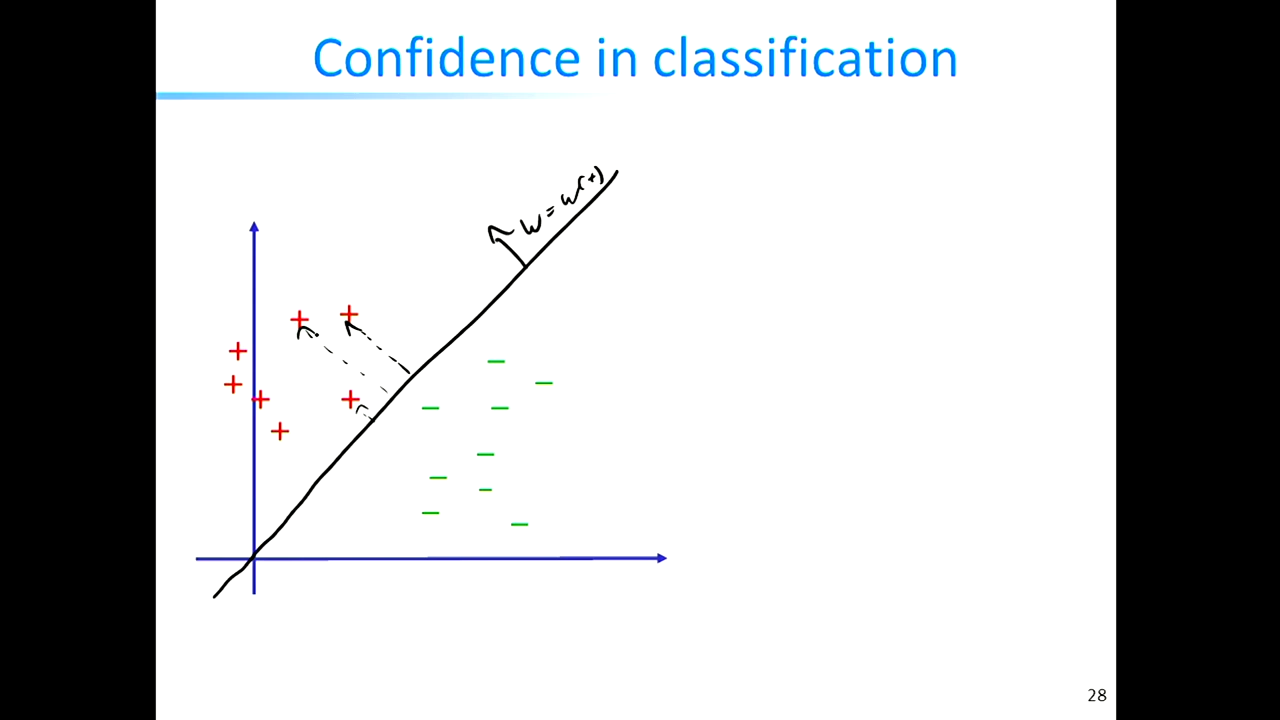 Confidence in classification
w = w(+)
28